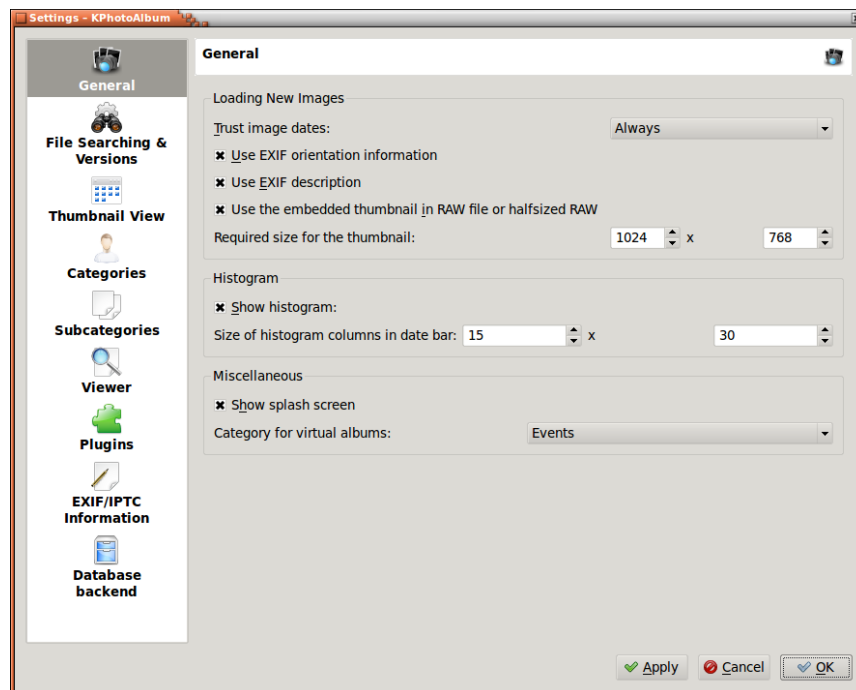 Settings - KPhotoAlbum
General
File Searching &
Versions
Thumbnail View
Categories
Subcategories
Viewer
Plugins
EXIF/IPTC
Information
Database
backend
General
Loading New Images
Trust image dates:
Always
Use EXIF orientation information
Use EXIF description
Use the embedded thumbnail in RAW file or halfsized RAW
Required size for the thumbnail:
1024 x 768
Histogram
Show histogram:
Size of histogram columns in date bar: 15 x 30
Miscellaneous
Show splash screen
Category for virtual albums:
Events
Apply
Cancel
OK